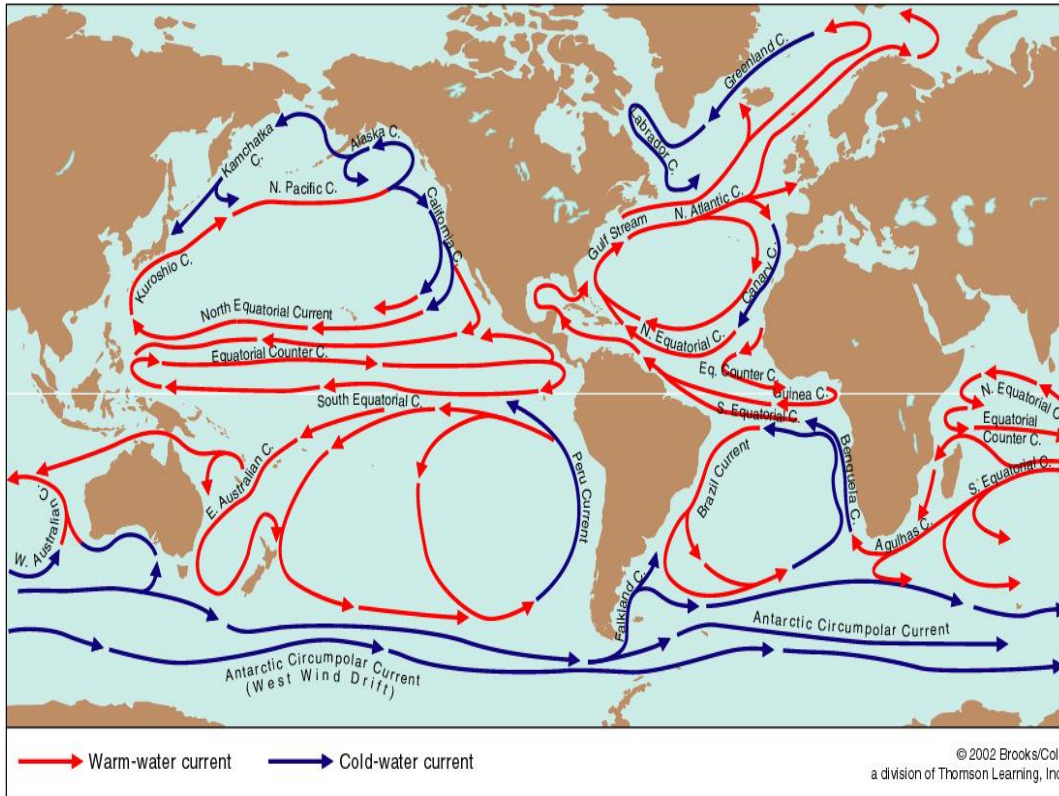 Greenland C.
Labrador C.
Kamchatka
C.
Alaska C.
N. Pacific C.
California C.
N. Atlantic C.
Gulf Stream
Kuroshio C.
Canary C.
North Equatorial Current
N. Equatorial C.
Equatorial Counter C.
Eq. Counter C.
Guinea C.
South Equatorial C.
S. Equatorial C.
N. Equatorial C.
Equatorial
Counter C.
S. Equatorial C.
E. Australian C.
W. Australian C.
Peru Current
Brazil Current
Benguela C.
Agulhas C.
Falkland C.
Antarctic Circumpolar Current
Antarctic Circumpolar Current
(West Wind Drift)
Warm-water current
Cold-water current
© 2002 Brooks/Col
a division of Thomson Learning, Inc